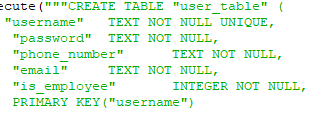 ecute("""CREATE TABLE "user_table" (
"username" TEXT NOT NULL UNIQUE,
"password" TEXT NOT NULL,
"phone_number" TEXT NOT NULL,
"email" TEXT NOT NULL,
"is_employee" INTEGER NOT NULL,
PRIMARY KEY("username")